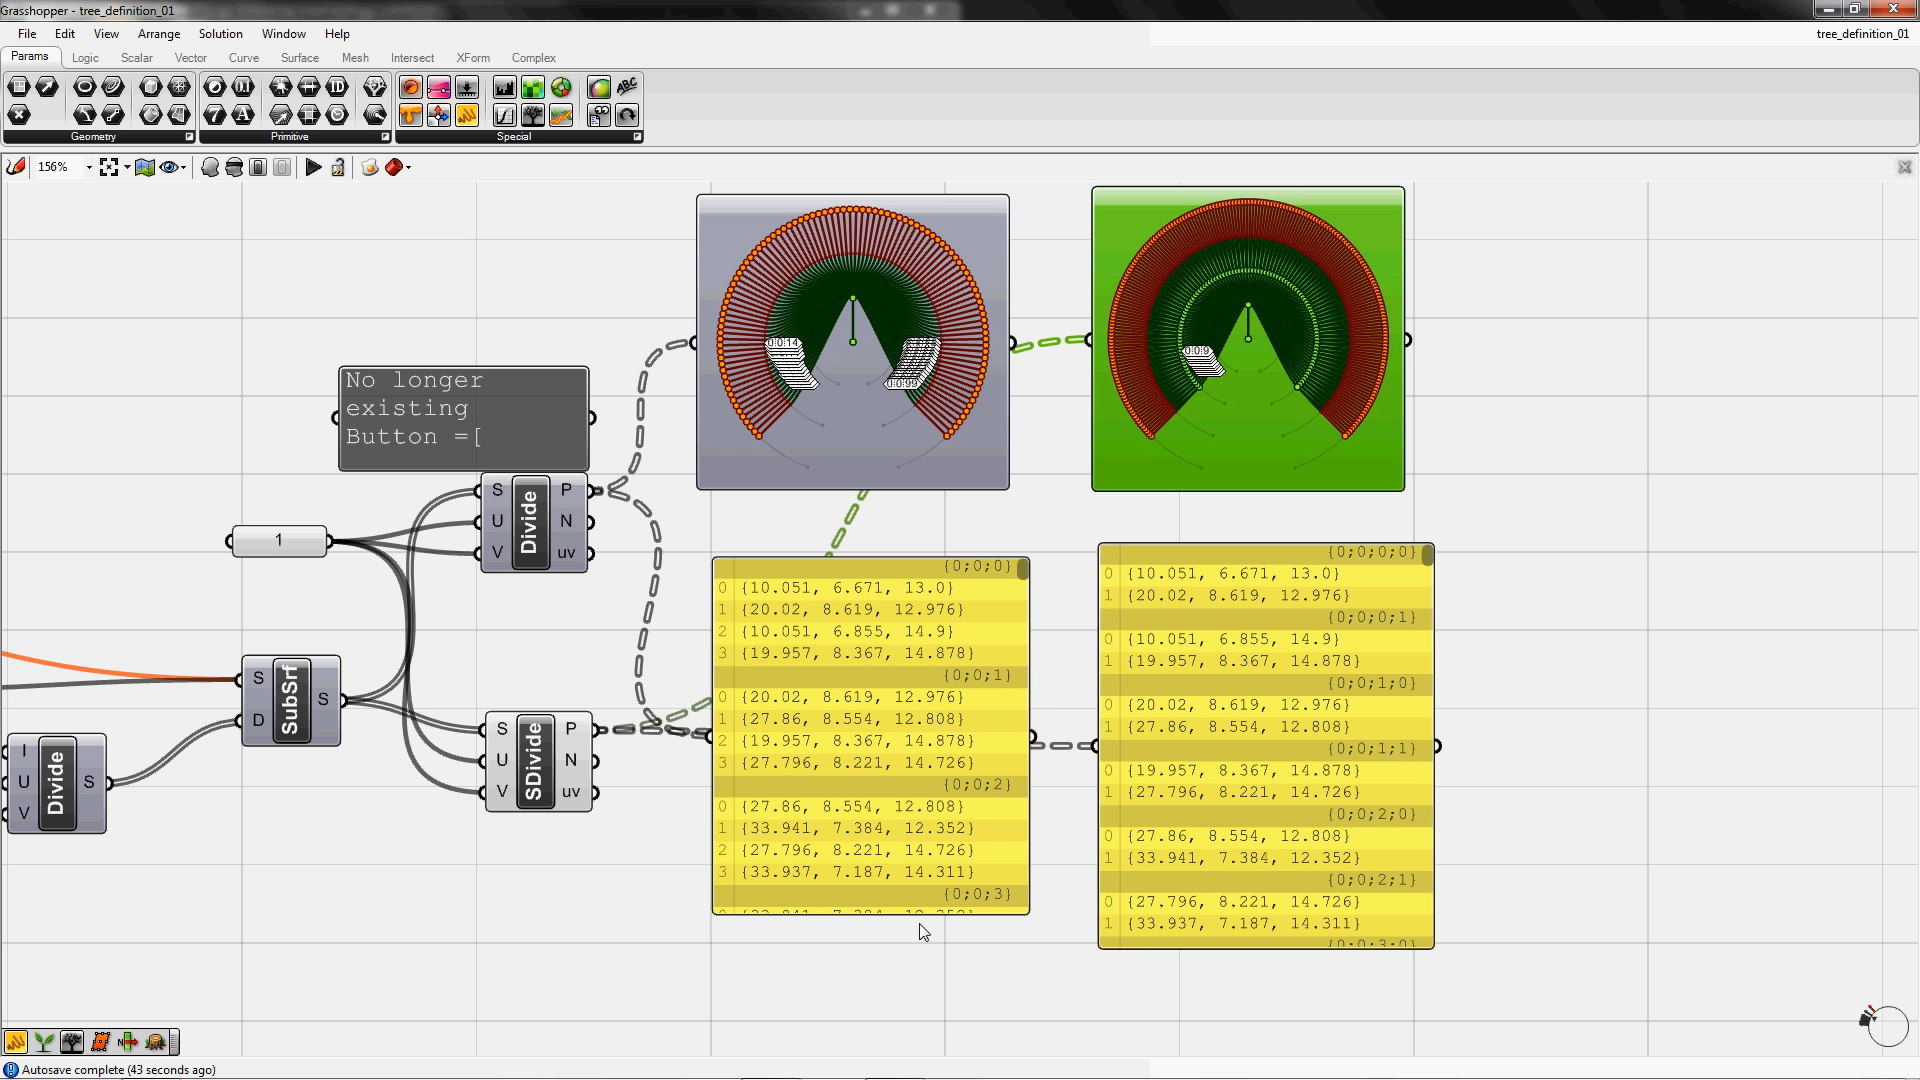 Grasshopper - tree_definition_01
File Edit View Arrange Solution Window Help
tree_definition_01
Params Logic Scalar Vector Curve Surface Mesh Intersect XForm Complex
ID
7 A
ABC
Geometry Primitive Special
156%
0:0:14
0:0:99
0:0:9
No longer
existing
Button =[
S U V Divide P N uv
1
S D SubSrf S
I U V Divide S
S U V SDivide P N uv
{0;0;0}
0 {10.051, 6.671, 13.0}
1 {20.02, 8.619, 12.976}
2 {10.051, 6.855, 14.9}
3 {19.957, 8.367, 14.878}
{0;0;1}
0 {20.02, 8.619, 12.976}
1 {27.86, 8.554, 12.808}
2 {19.957, 8.367, 14.878}
3 {27.796, 8.221, 14.726}
{0;0;2}
0 {27.86, 8.554, 12.808}
1 {33.941, 7.384, 12.352}
2 {27.796, 8.221, 14.726}
3 {33.937, 7.187, 14.311}
{0;0;3}
{0;0;0;0}
0 {10.051, 6.671, 13.0}
1 {20.02, 8.619, 12.976}
{0;0;0;1}
0 {10.051, 6.855, 14.9}
1 {19.957, 8.367, 14.878}
{0;0;1;0}
0 {20.02, 8.619, 12.976}
1 {27.86, 8.554, 12.808}
{0;0;1;1}
0 {19.957, 8.367, 14.878}
1 {27.796, 8.221, 14.726}
{0;0;2;0}
0 {27.86, 8.554, 12.808}
1 {33.941, 7.384, 12.352}
{0;0;2;1}
0 {27.796, 8.221, 14.726}
1 {33.937, 7.187, 14.311}
{0;0;3;0}
Autosave complete (43 seconds ago)